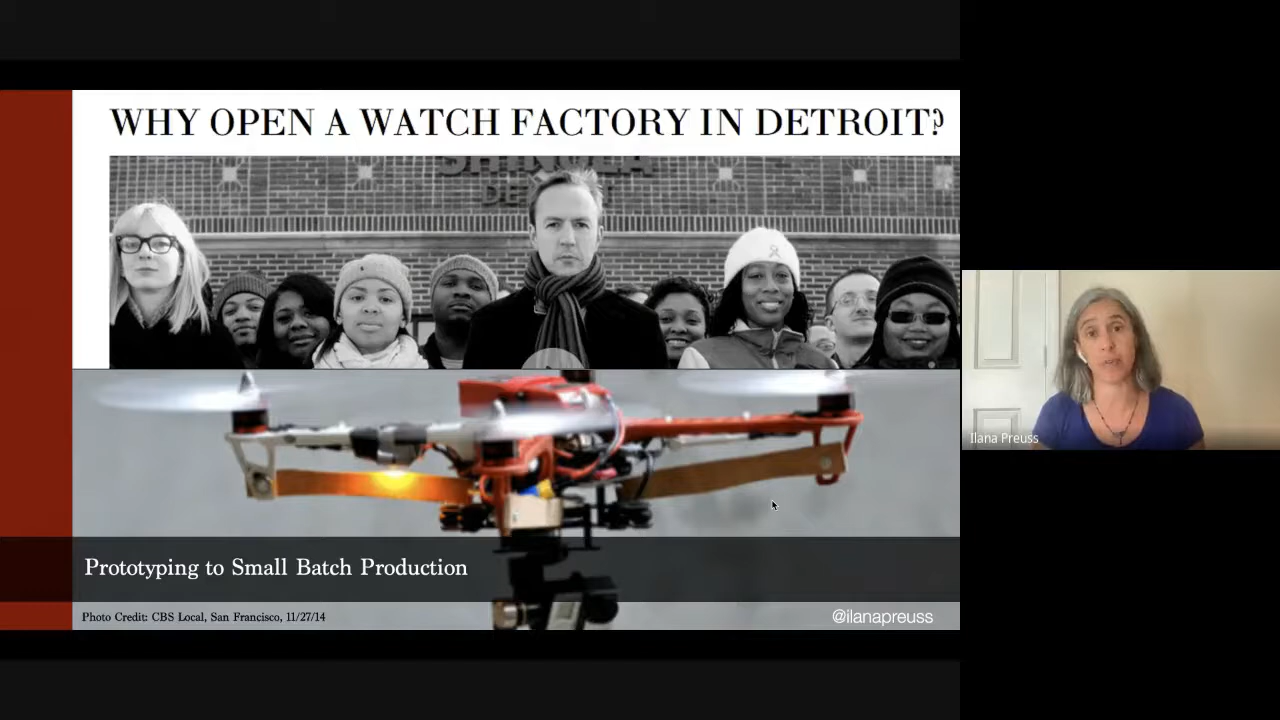 WHY OPEN A WATCH FACTORY IN DETROIT?
SHINOLA
Prototyping to Small Batch Production
Photo Credit: CBS Local, San Francisco, 11/27/14
@ilanapreuss
Ilana Preuss